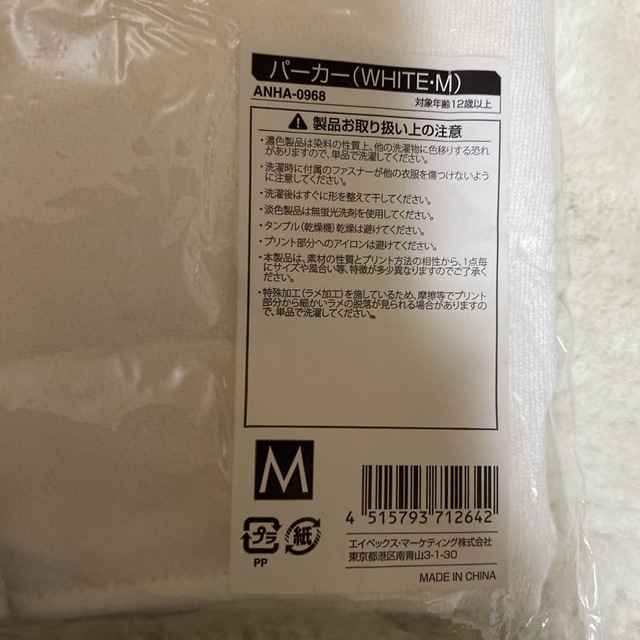 パーカー(WHITE・M)
ANHA-0968
対象年齢12歳以上
製品お取り扱い上の注意
・濃色製品は染料の性質上、他の洗濯物に色移りする恐れ
がありますので、単品で洗濯してください。
・洗濯時に付属のファスナーが他の衣服を傷つけないよう
に注意してください。
・洗濯後はすぐに形を整えて干してください。
・淡色製品は無蛍光洗剤を使用してください。
・タンブル(乾燥機)乾燥は避けてください。
・プリント部分へのアイロンは避けてください。
・本製品は、素材の性質とプリント方法の相性から、1点毎
にサイズや風合い等、特徴が多少異なりますのでご了承く
ださい。
・特殊加工(ラメ加工)を施しているため、摩擦等でプリント
部分から細かいラメの脱落が見られる場合がありますの
で、単品で洗濯してください。
M
4 515793 712642
プラ
紙
PP
エイベックス・マーケティング株式会社
東京都港区南青山3-1-30
MADE IN CHINA